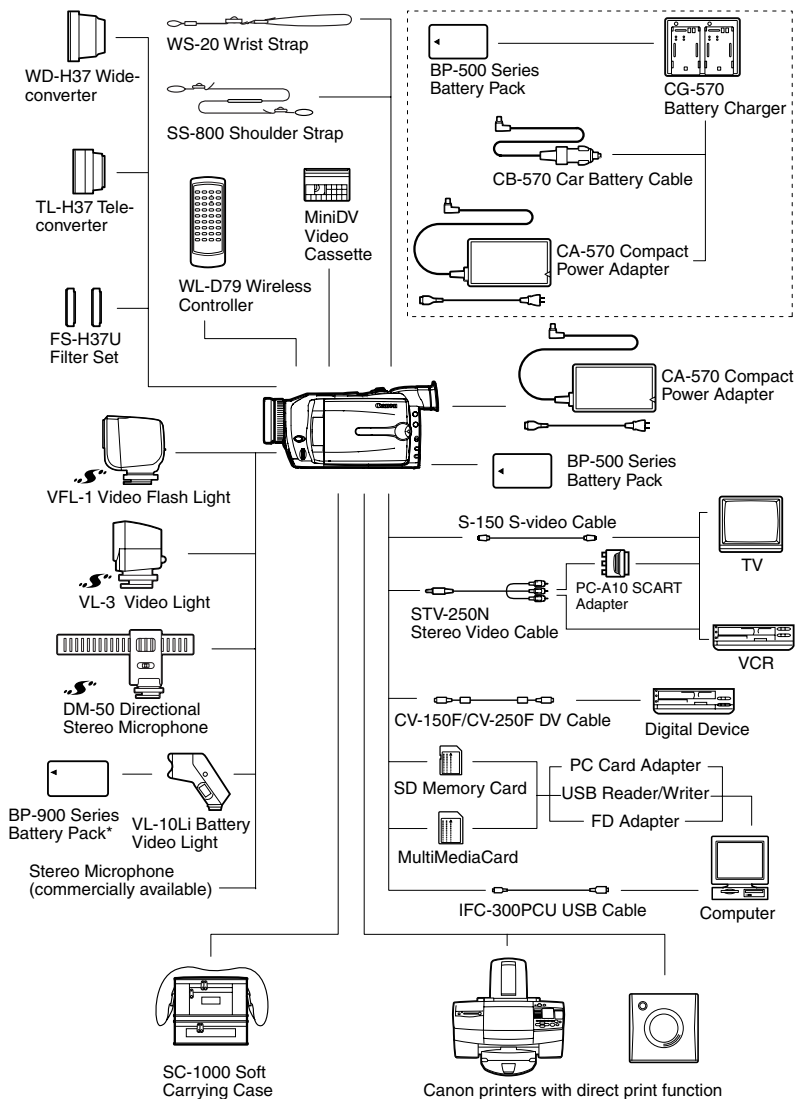 WS-20 Wrist Strap
WD-H37 Wide-
converter
SS-800 Shoulder Strap
BP-500 Series
Battery Pack
CG-570
Battery Charger
CB-570 Car Battery Cable
TL-H37 Tele-
converter
MiniDV
Video
Cassette
CA-570 Compact
Power Adapter
WL-D79 Wireless
Controller
FS-H37U
Filter Set
CA-570 Compact
Power Adapter
Canon
BP-500 Series
Battery Pack
VFL-1 Video Flash Light
S-150 S-video Cable
TV
VL-3 Video Light
PC-A10 SCART
Adapter
STV-250N
Stereo Video Cable
VCR
DM-50 Directional
Stereo Microphone
CV-150F/CV-250F DV Cable
Digital Device
SD Memory Card
PC Card Adapter
USB Reader/Writer
FD Adapter
BP-900 Series
Battery Pack*
VL-10Li Battery
Video Light
MultiMediaCard
Stereo Microphone
(commercially available)
IFC-300PCU USB Cable
Computer
SC-1000 Soft
Carrying Case
Canon printers with direct print function